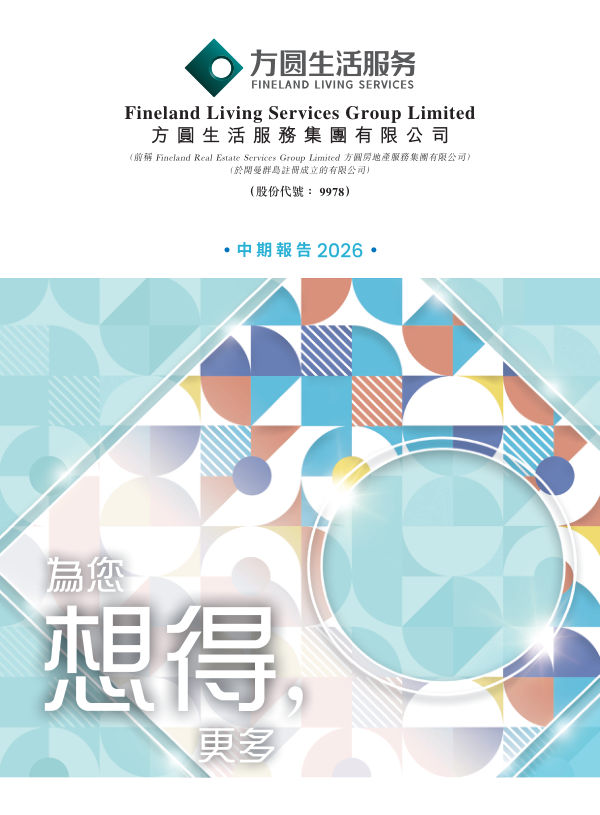 方圆生活服务
FINELAND LIVING SERVICES
Fineland Living Services Group Limited
方圓生活服務集團有限公司
（前稱 Fineland Real Estate Services Group Limited 方圓房地產服務集團有限公司）
（於開曼群島註冊成立的有限公司）
（股份代號： 9978）
• 中期報告 2026 •
為您
想得，
更多